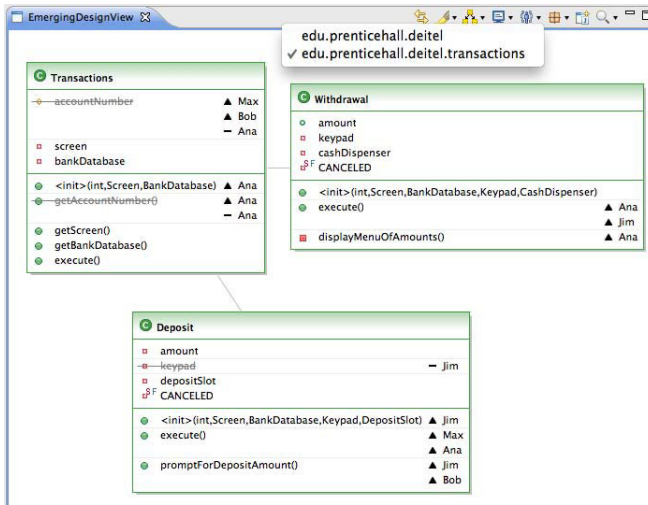 EmergingDesignView
edu.prenticehall.deitel
✓ edu.prenticehall.deitel.transactions
C Transactions
accountNumber ▲ Max
▲ Bob
− Ana
screen
bankDatabase
<init>(int,Screen,BankDatabase) ▲ Ana
getAccountNumber() ▲ Ana
− Ana
getScreen()
getBankDatabase()
execute()
C Withdrawal
amount
keypad
cashDispenser
SF CANCELED
<init>(int,Screen,BankDatabase,Keypad,CashDispenser)
execute() ▲ Ana
▲ Jim
displayMenuOfAmounts() ▲ Ana
C Deposit
amount
keypad − Jim
depositSlot
SF CANCELED
<init>(int,Screen,BankDatabase,Keypad,DepositSlot) ▲ Jim
execute() ▲ Max
▲ Ana
promptForDepositAmount() ▲ Jim
▲ Bob